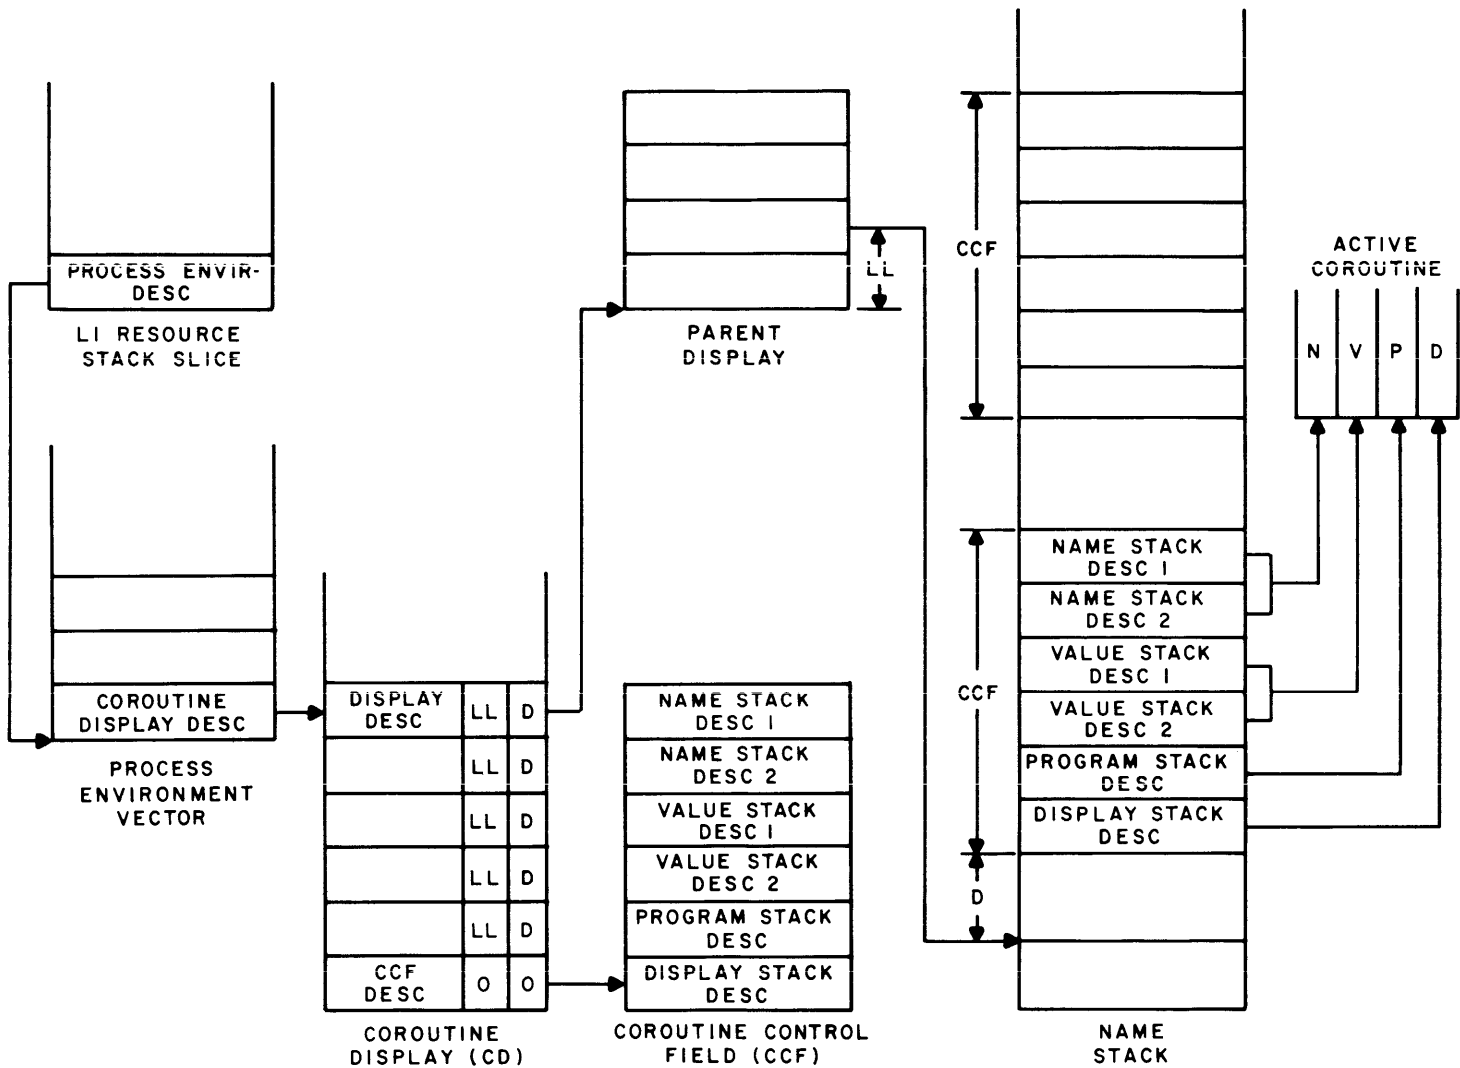 PROCESS ENVIR-
DESC
LI RESOURCE
STACK SLICE
COROUTINE
DISPLAY DESC
PROCESS
ENVIRONMENT
VECTOR
DISPLAY
DESC
LL D
LL D
LL D
LL D
LL D
CCF
DESC
O O
COROUTINE
DISPLAY (CD)
PARENT
DISPLAY
LL
NAME STACK
DESC 1
NAME STACK
DESC 2
VALUE STACK
DESC 1
VALUE STACK
DESC 2
PROGRAM STACK
DESC
DISPLAY STACK
DESC
COROUTINE CONTROL
FIELD (CCF)
CCF
CCF
D
NAME STACK
DESC 1
NAME STACK
DESC 2
VALUE STACK
DESC 1
VALUE STACK
DESC 2
PROGRAM STACK
DESC
DISPLAY STACK
DESC
NAME
STACK
ACTIVE
COROUTINE
N V P D